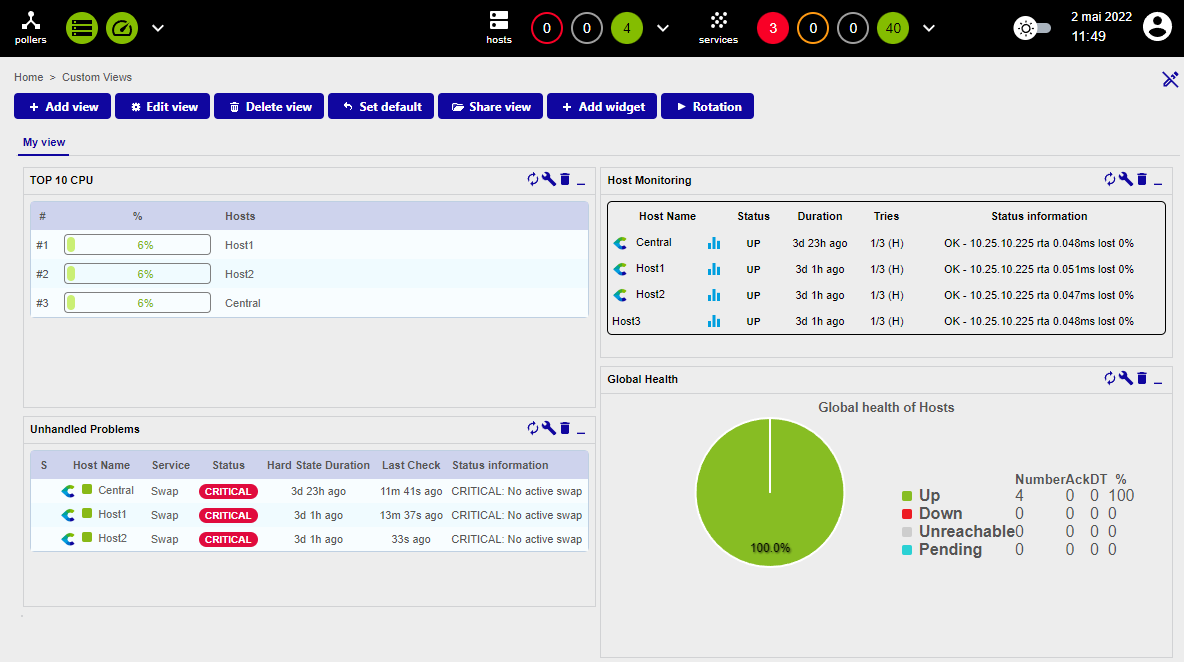 pollers
hosts
0 0 4
services
3 0 0 40
2 mai 2022
11:49
Home > Custom Views
+ Add view
Edit view
Delete view
Set default
Share view
+ Add widget
Rotation
My view
TOP 10 CPU
# % Hosts
#1 6% Host1
#2 6% Host2
#3 6% Central
Host Monitoring
Host Name Status Duration Tries Status information
Central UP 3d 23h ago 1/3 (H) OK - 10.25.10.225 rta 0.048ms lost 0%
Host1 UP 3d 1h ago 1/3 (H) OK - 10.25.10.225 rta 0.051ms lost 0%
Host2 UP 3d 1h ago 1/3 (H) OK - 10.25.10.225 rta 0.047ms lost 0%
Host3 UP 3d 1h ago 1/3 (H) OK - 10.25.10.225 rta 0.048ms lost 0%
Unhandled Problems
S Host Name Service Status Hard State Duration Last Check Status information
Central Swap CRITICAL 3d 23h ago 11m 41s ago CRITICAL: No active swap
Host1 Swap CRITICAL 3d 1h ago 13m 37s ago CRITICAL: No active swap
Host2 Swap CRITICAL 3d 1h ago 33s ago CRITICAL: No active swap
Global Health
Global health of Hosts
100.0%
Number Ack DT %
Up 4 0 0 100
Down 0 0 0 0
Unreachable 0 0 0 0
Pending 0 0 0 0